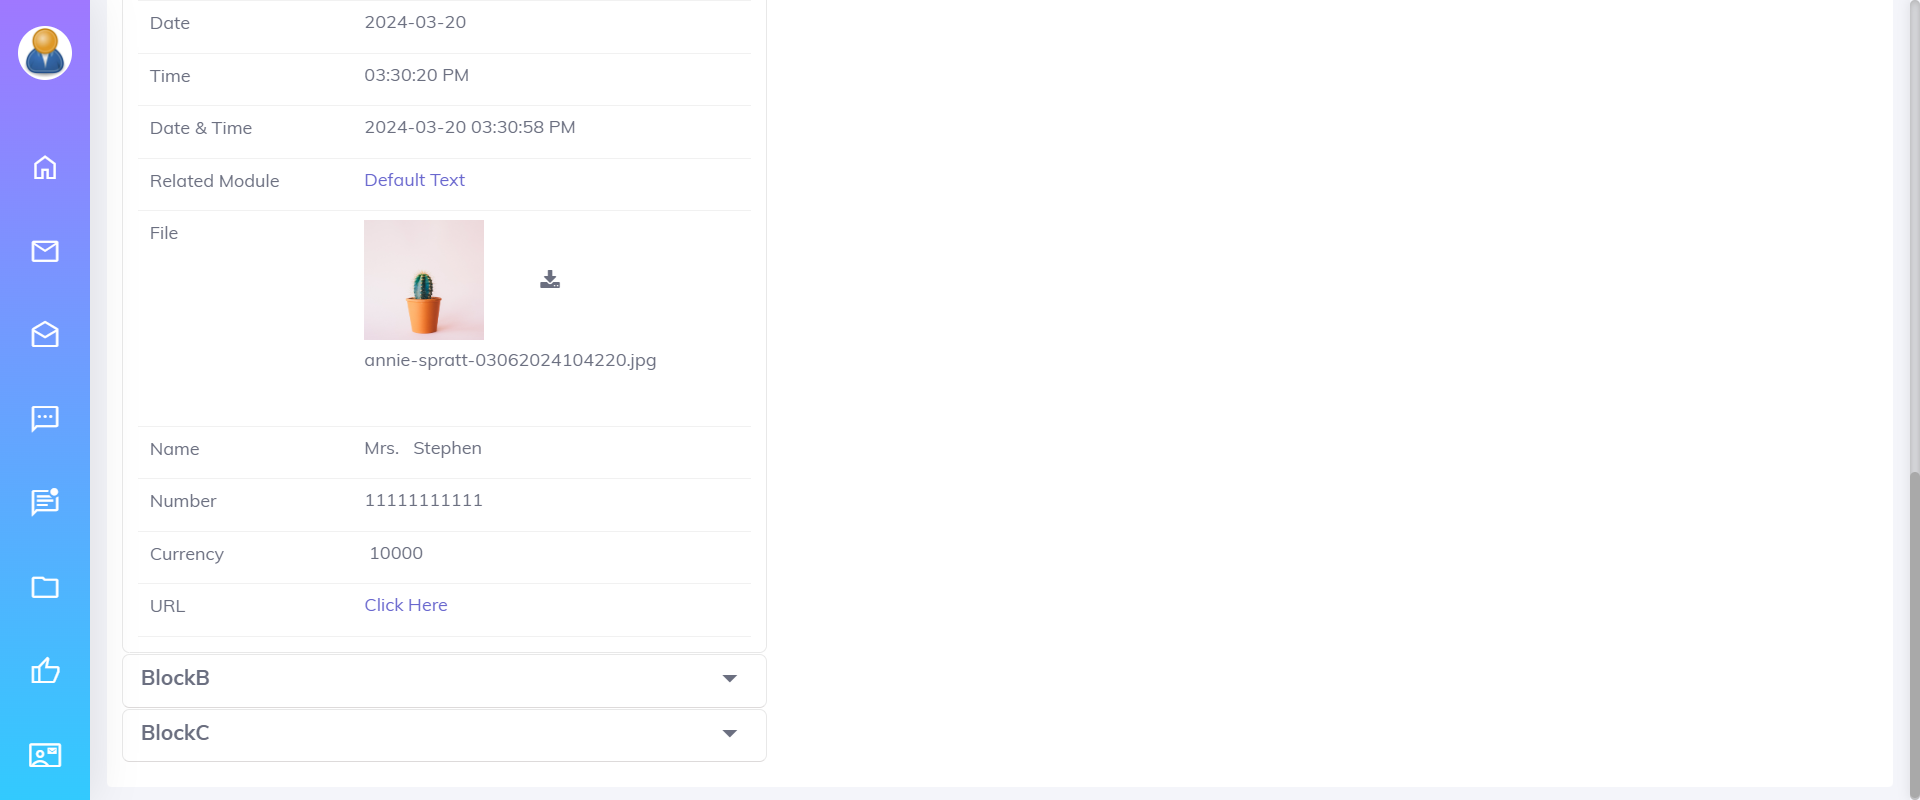 Date 2024-03-20
Time 03:30:20 PM
Date & Time 2024-03-20 03:30:58 PM
Related Module Default Text
File
annie-spratt-03062024104220.jpg
Name Mrs. Stephen
Number 11111111111
Currency 10000
URL Click Here
BlockB
BlockC